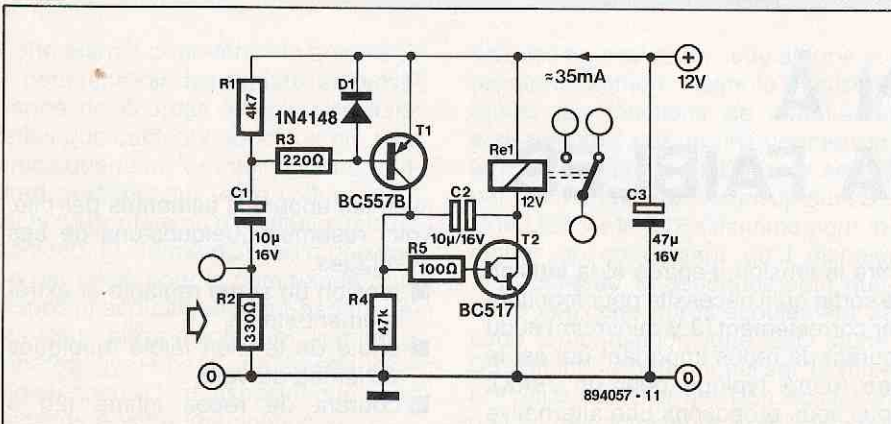 ≈35mA
12V
R1
4k7
D1
1N4148
T1
R3
220Ω
BC557B
Re1
12V
C1
10µ
16V
C2
10µ/16V
C3
47µ
16V
T2
R5
100Ω
BC517
R2
330Ω
R4
47k
0
0
894057 - 11